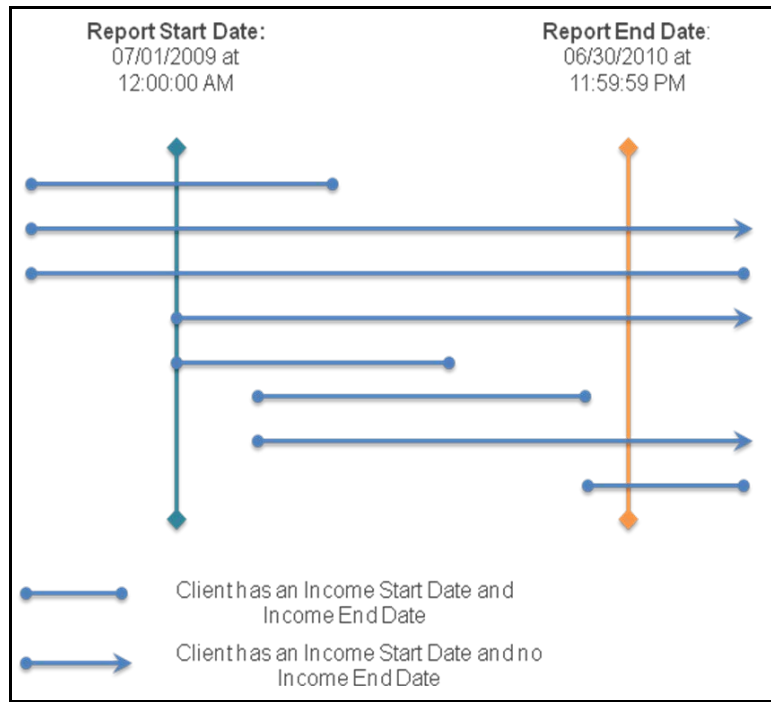 Report Start Date:
07/01/2009 at
12:00:00 AM
Report End Date:
06/30/2010 at
11:59:59 PM
Client has an Income Start Date and
Income End Date
Client has an Income Start Date and no
Income End Date